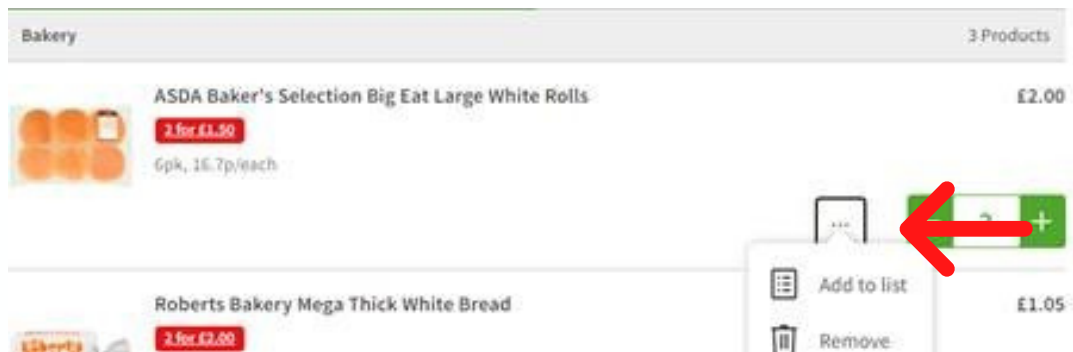 Bakery
3 Products
ASDA Baker's Selection Big Eat Large White Rolls
£2.00
2 for £1.50
6pk, 16.7p/each
...
+
Add to list
Roberts Bakery Mega Thick White Bread
£1.05
2 for £2.00
Remove